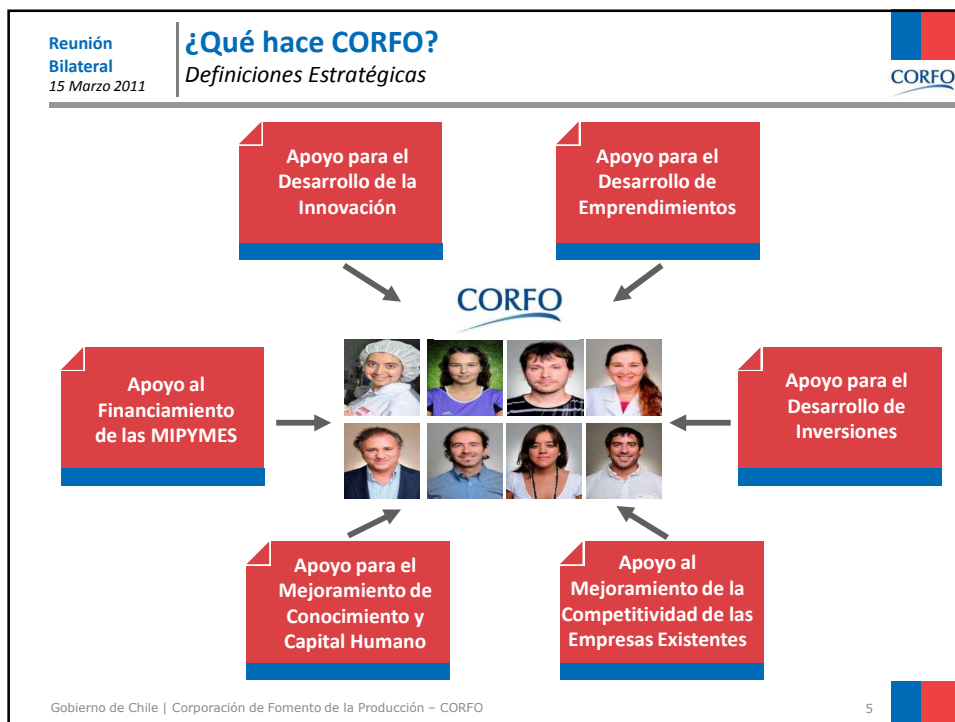 Reunión
Bilateral
15 Marzo 2011
¿Qué hace CORFO?
Definiciones Estratégicas
CORFO
Apoyo para el
Desarrollo de la
Innovación
Apoyo para el
Desarrollo de
Emprendimientos
CORFO
Apoyo al
Financiamiento
de las MIPYMES
Apoyo para el
Desarrollo de
Inversiones
Apoyo para el
Mejoramiento de
Conocimiento y
Capital Humano
Apoyo al
Mejoramiento de la
Competitividad de las
Empresas Existentes
Gobierno de Chile | Corporación de Fomento de la Producción – CORFO
5